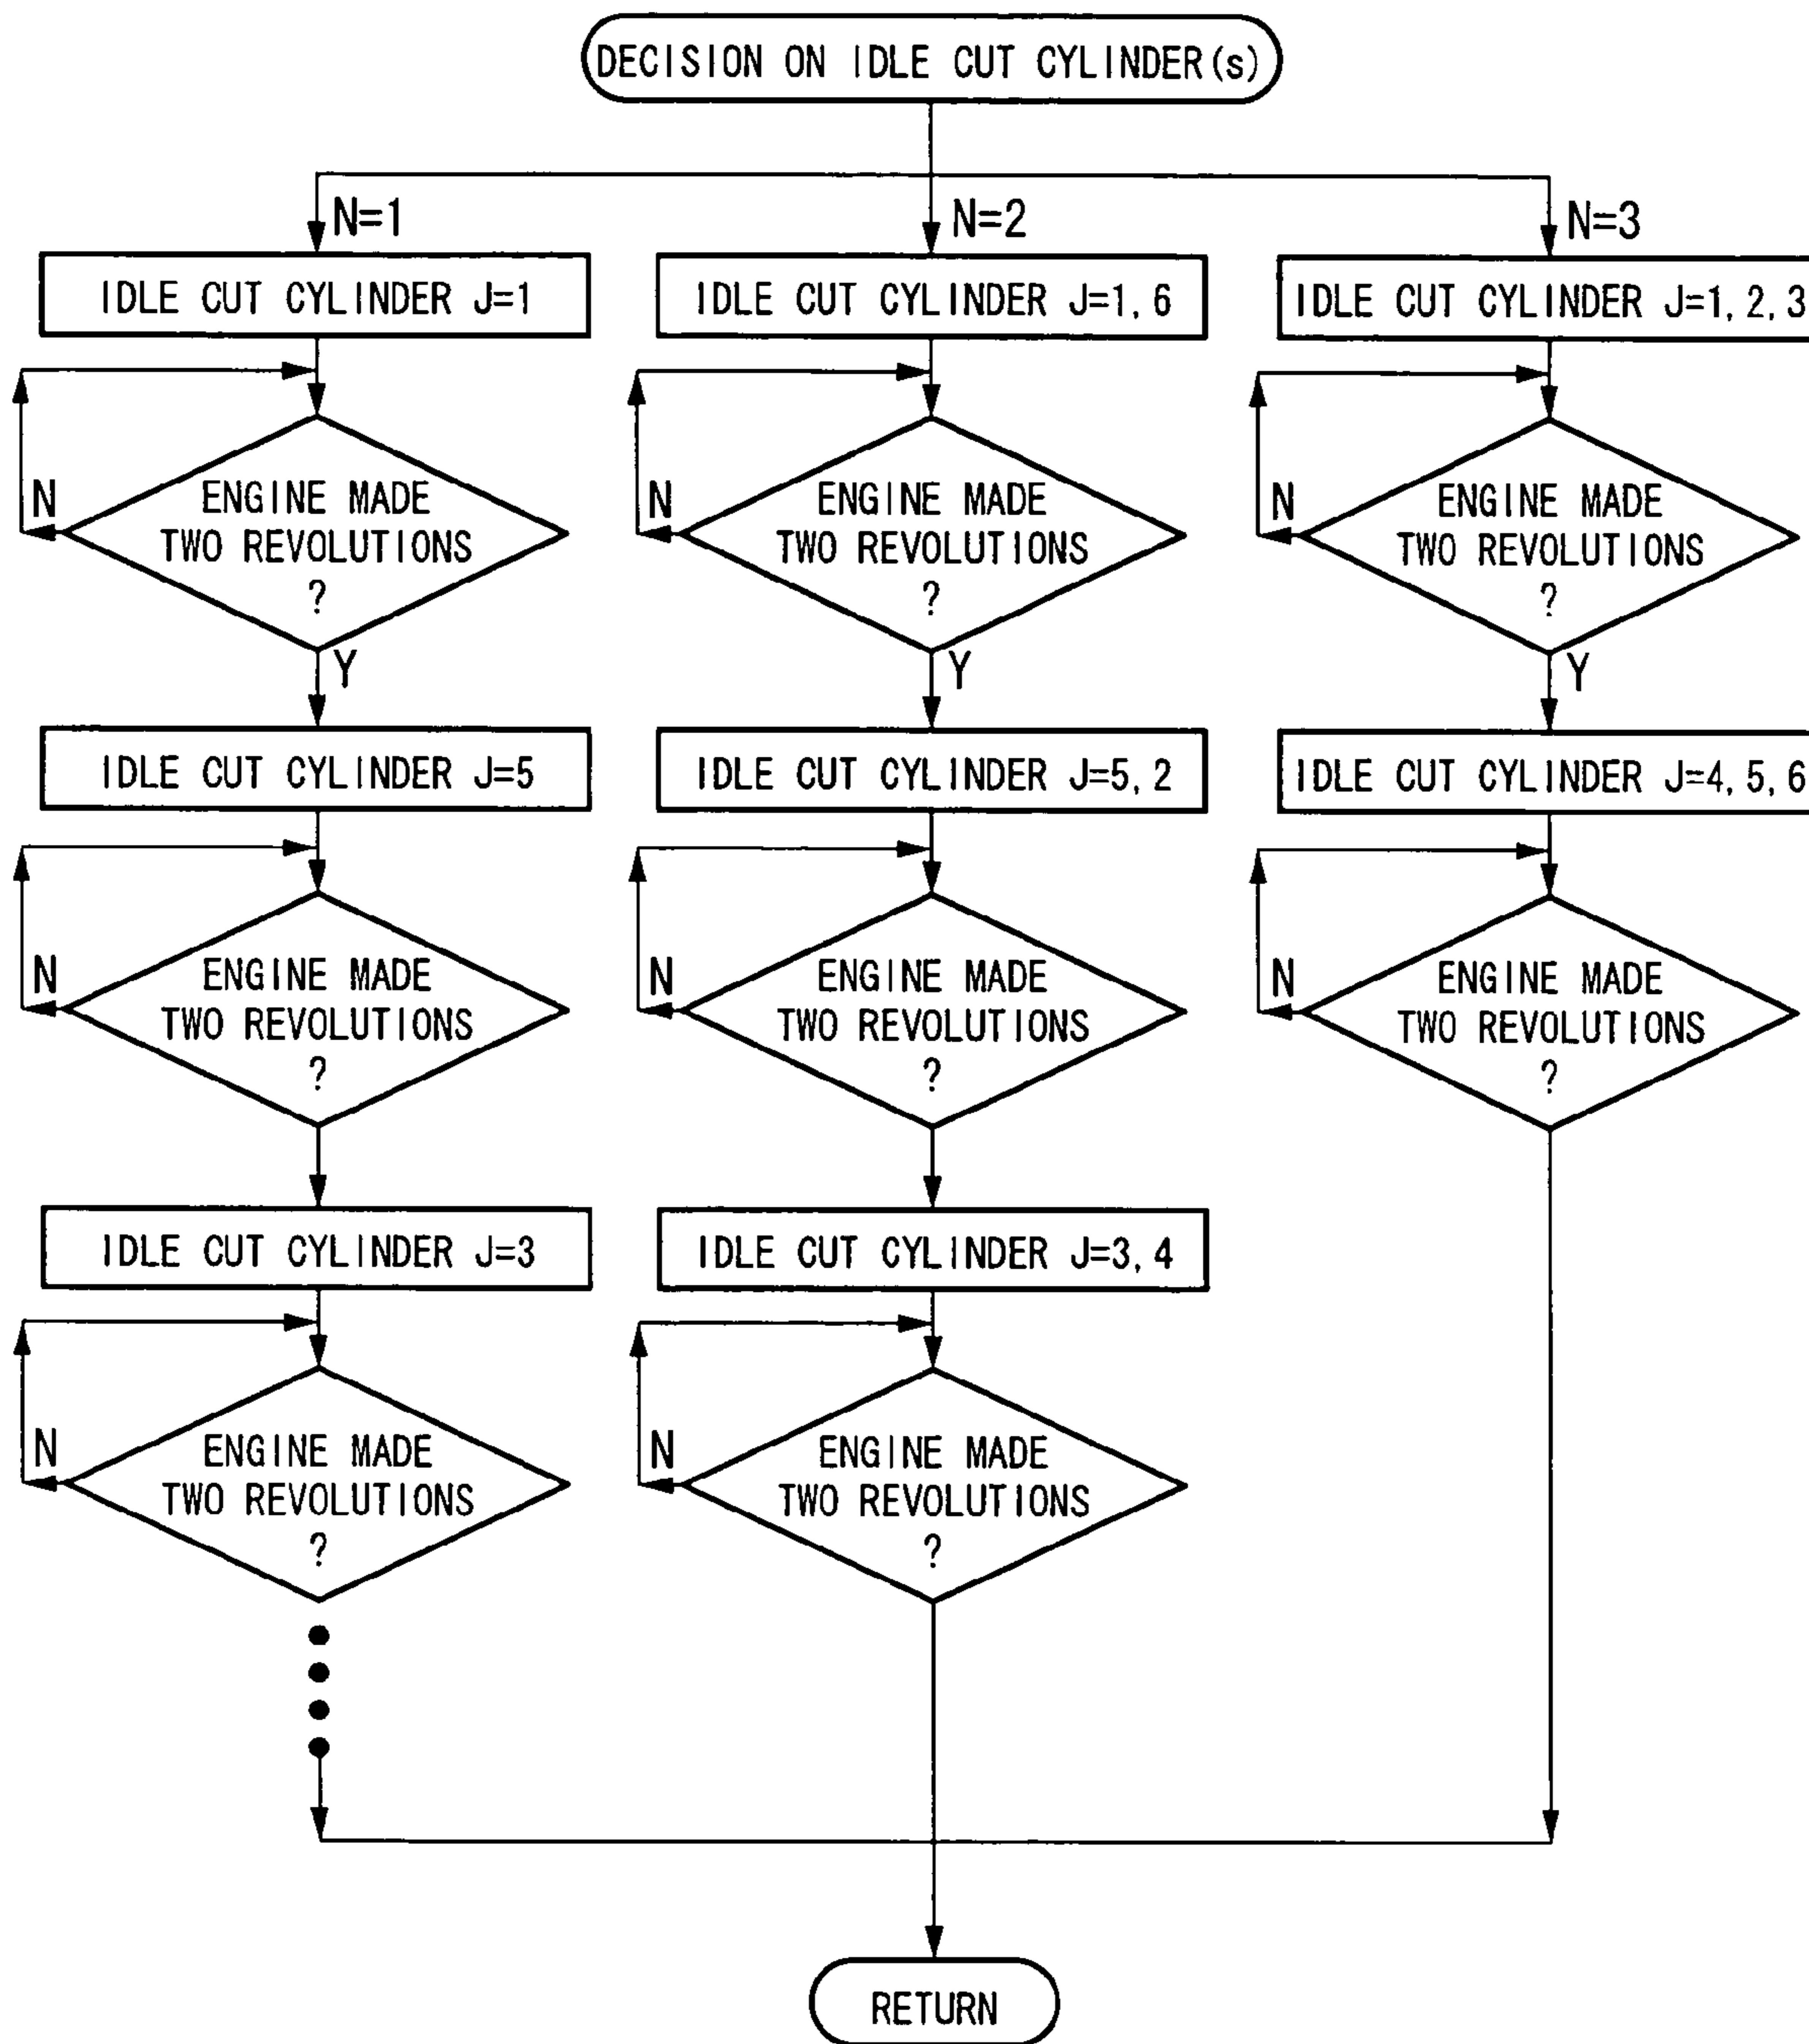 DECISION ON IDLE CUT CYLINDER(s)
N=1
N=2
N=3
IDLE CUT CYLINDER J=1
IDLE CUT CYLINDER J=1, 6
IDLE CUT CYLINDER J=1, 2, 3
N
ENGINE MADE
TWO REVOLUTIONS
?
Y
N
ENGINE MADE
TWO REVOLUTIONS
?
Y
N
ENGINE MADE
TWO REVOLUTIONS
?
Y
IDLE CUT CYLINDER J=5
IDLE CUT CYLINDER J=5, 2
IDLE CUT CYLINDER J=4, 5, 6
N
ENGINE MADE
TWO REVOLUTIONS
?
N
ENGINE MADE
TWO REVOLUTIONS
?
N
ENGINE MADE
TWO REVOLUTIONS
?
IDLE CUT CYLINDER J=3
IDLE CUT CYLINDER J=3, 4
N
ENGINE MADE
TWO REVOLUTIONS
?
N
ENGINE MADE
TWO REVOLUTIONS
?
RETURN